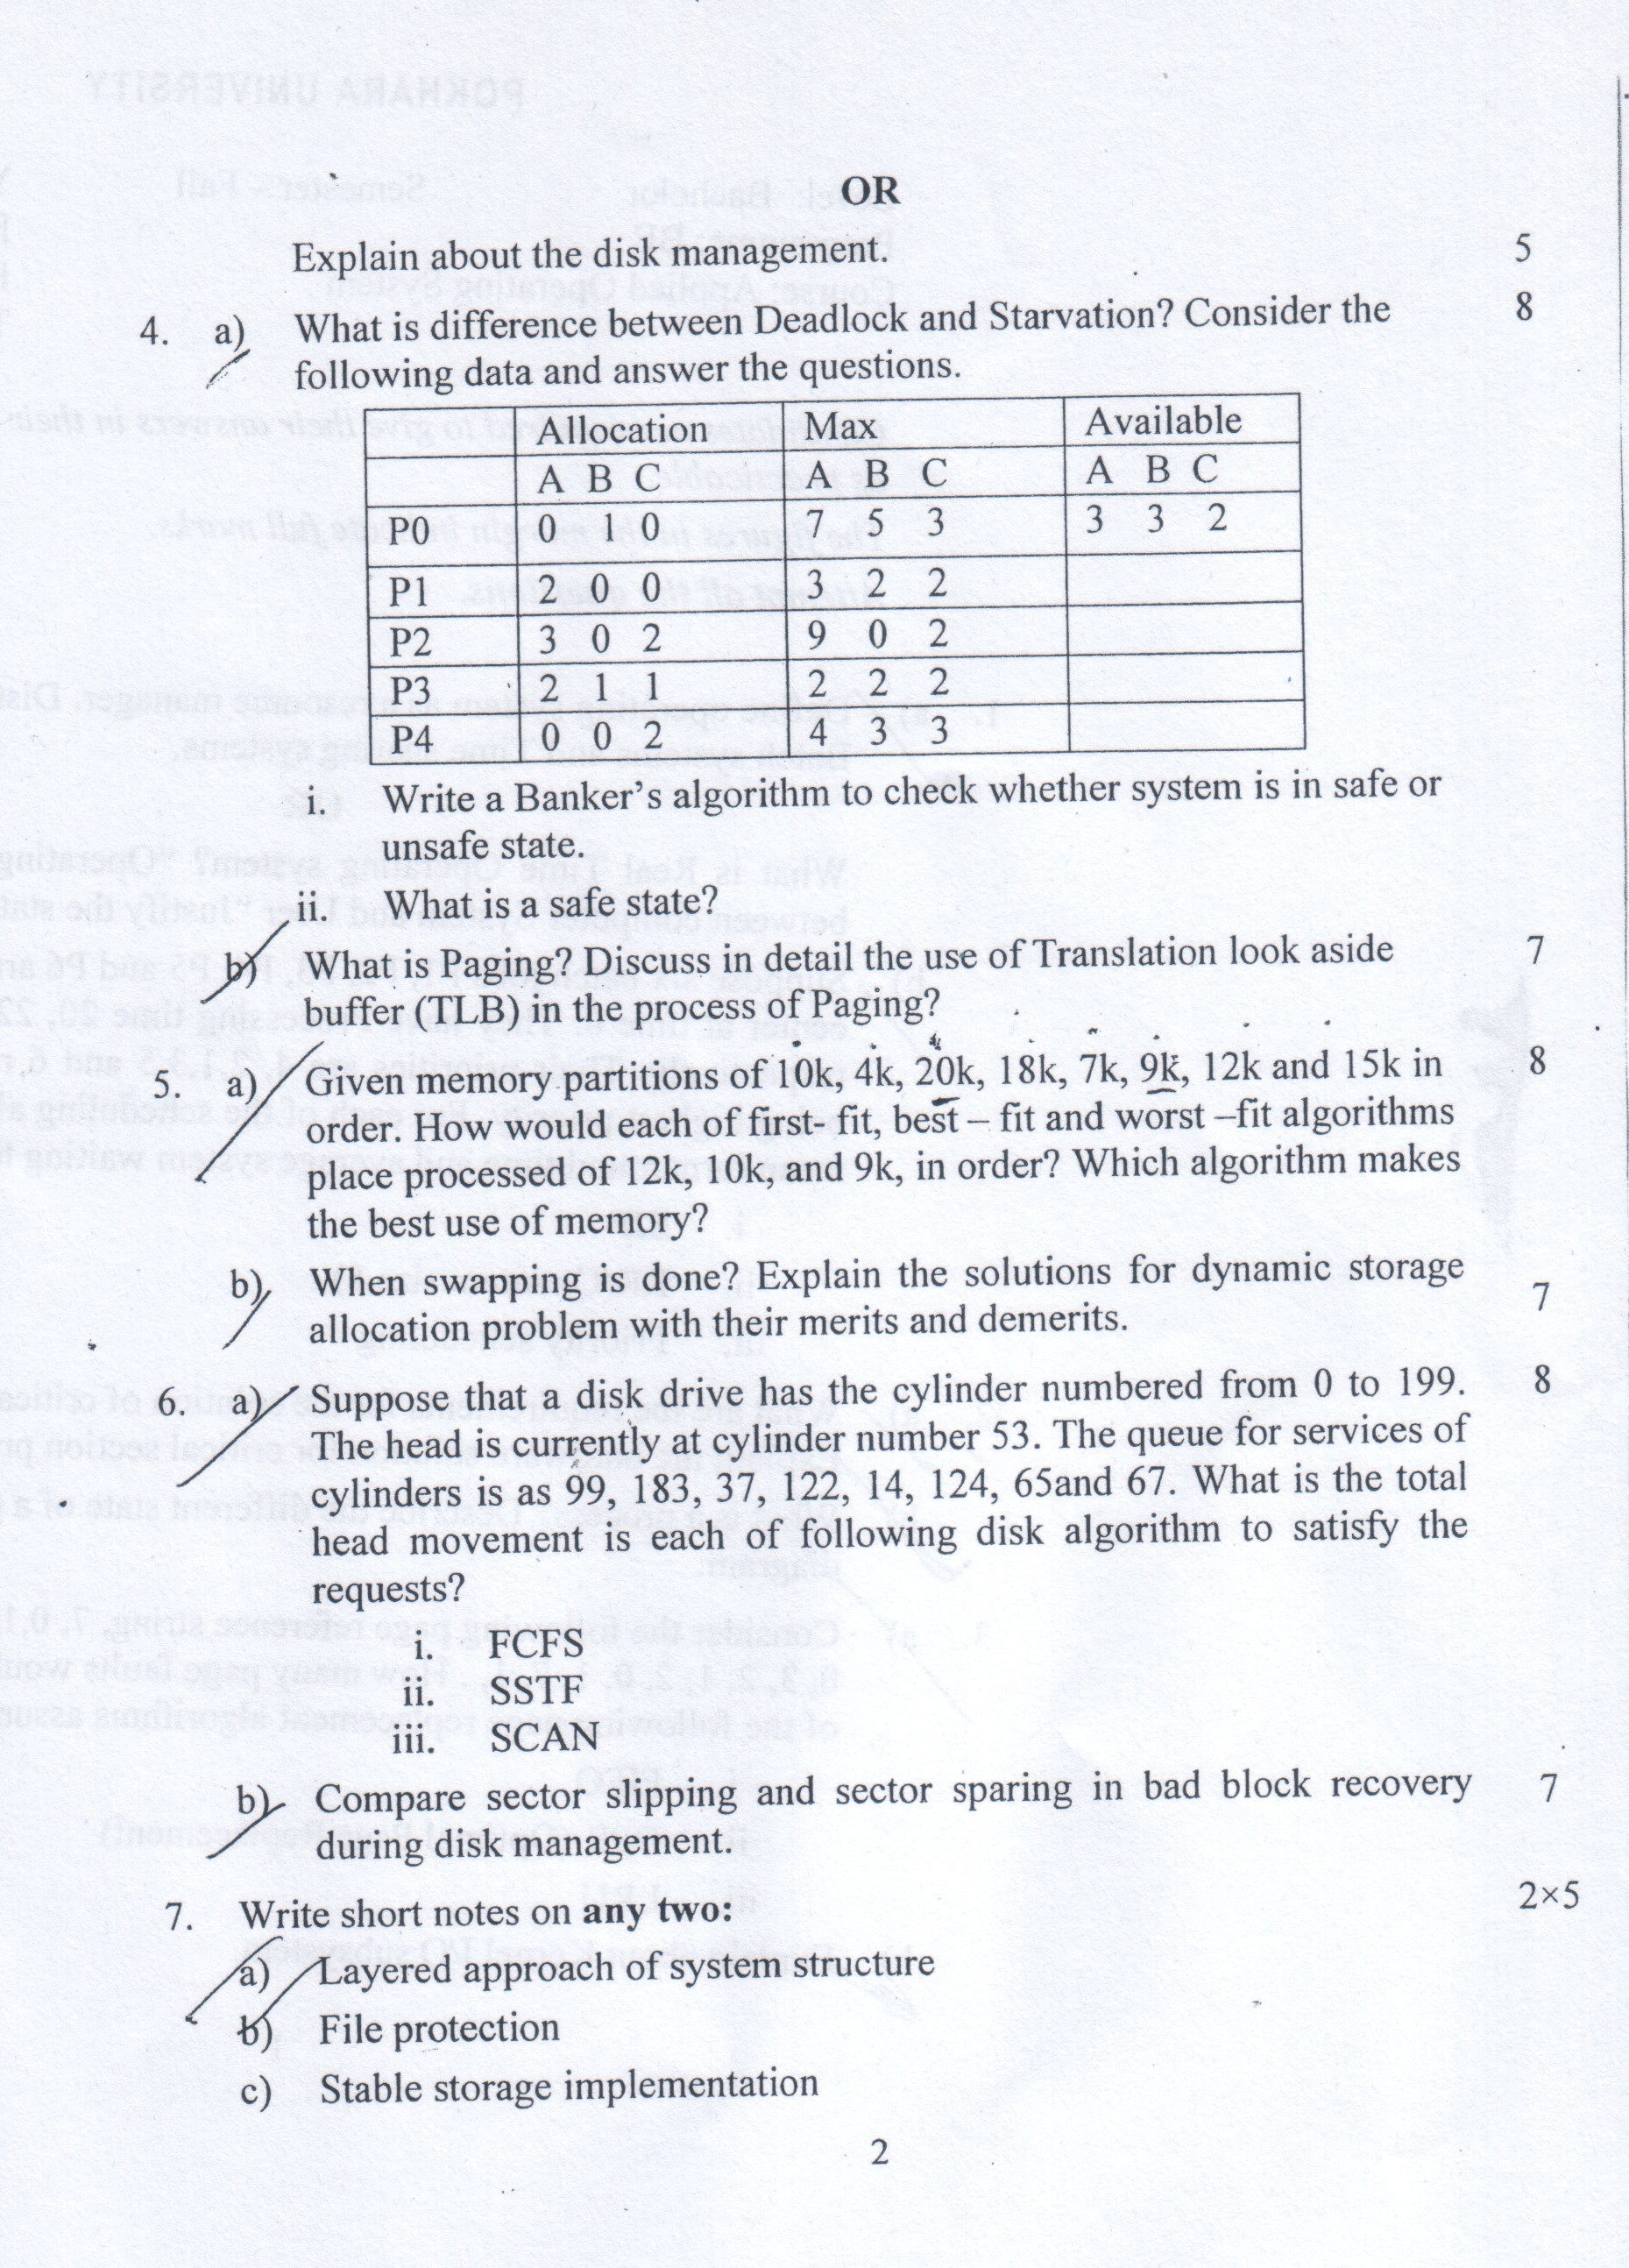 OR
Explain about the disk management. 5
4. a) What is difference between Deadlock and Starvation? Consider the 8
following data and answer the questions.
Allocation Max Available
A B C A B C A B C
P0 0 1 0 7 5 3 3 3 2
P1 2 0 0 3 2 2
P2 3 0 2 9 0 2
P3 2 1 1 2 2 2
P4 0 0 2 4 3 3
i. Write a Banker's algorithm to check whether system is in safe or
unsafe state.
ii. What is a safe state?
b) What is Paging? Discuss in detail the use of Translation look aside 7
buffer (TLB) in the process of Paging?
5. a) Given memory partitions of 10k, 4k, 20k, 18k, 7k, 9k, 12k and 15k in 8
order. How would each of first- fit, best – fit and worst –fit algorithms
place processed of 12k, 10k, and 9k, in order? Which algorithm makes
the best use of memory?
b) When swapping is done? Explain the solutions for dynamic storage 7
allocation problem with their merits and demerits.
6. a) Suppose that a disk drive has the cylinder numbered from 0 to 199. 8
The head is currently at cylinder number 53. The queue for services of
cylinders is as 99, 183, 37, 122, 14, 124, 65and 67. What is the total
head movement is each of following disk algorithm to satisfy the
requests?
i. FCFS
ii. SSTF
iii. SCAN
b) Compare sector slipping and sector sparing in bad block recovery 7
during disk management.
7. Write short notes on any two: 2×5
a) Layered approach of system structure
b) File protection
c) Stable storage implementation
2